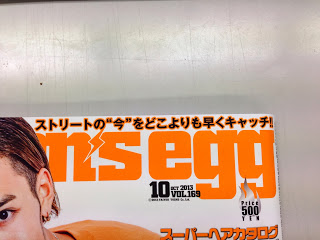 ストリートの“今”をどこよりも早くキャッチ!
m's egg
10 OCT 2013
VOL.169
Price
500
YEN
スーパーヘアカタログ